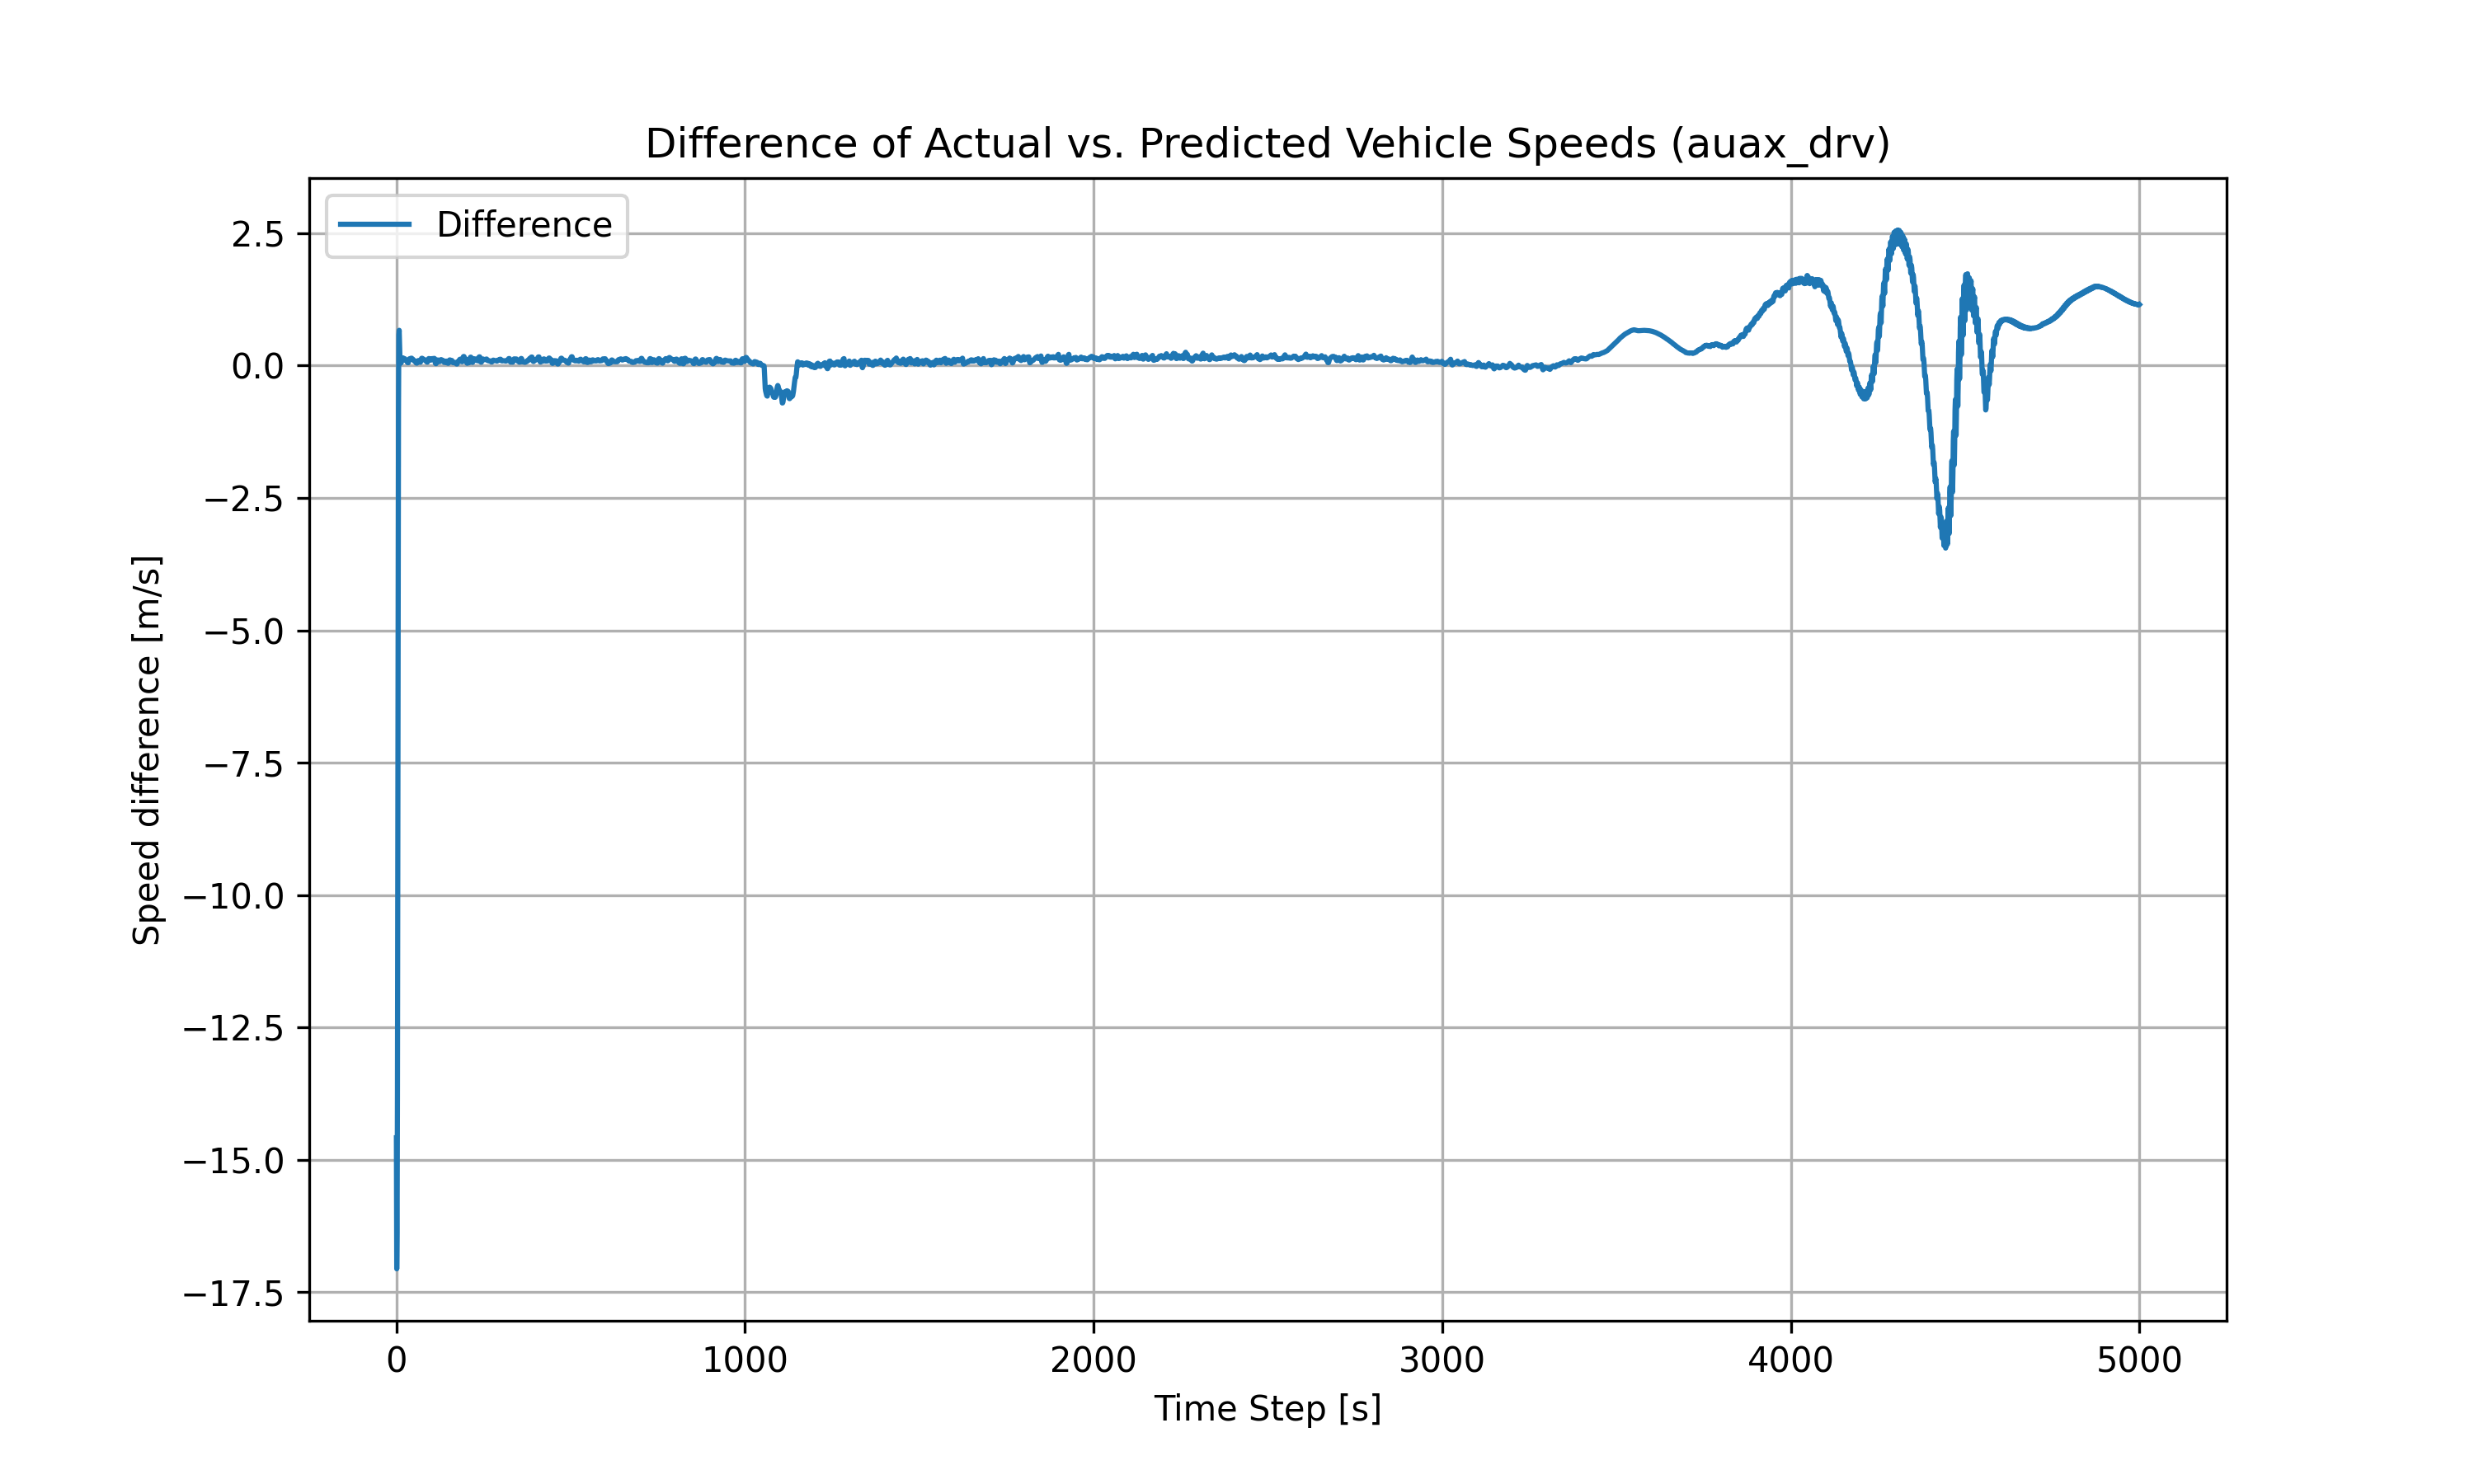 Difference of Actual vs. Predicted Vehicle Speeds (auax_drv)
Difference
2.5
0.0
−2.5
−5.0
−7.5
−10.0
−12.5
−15.0
−17.5
Speed difference [m/s]
0 1000 2000 3000 4000 5000
Time Step [s]